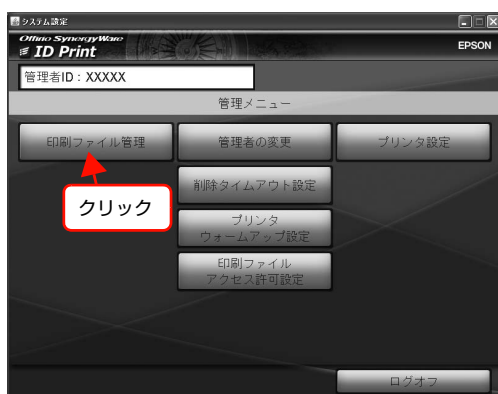 システム設定
Offirio SynergyWare
ID Print
EPSON
管理者ID：XXXXX
管理メニュー
印刷ファイル管理
管理者の変更
プリンタ設定
クリック
削除タイムアウト設定
プリンタ
ウォームアップ設定
印刷ファイル
アクセス許可設定
ログオフ